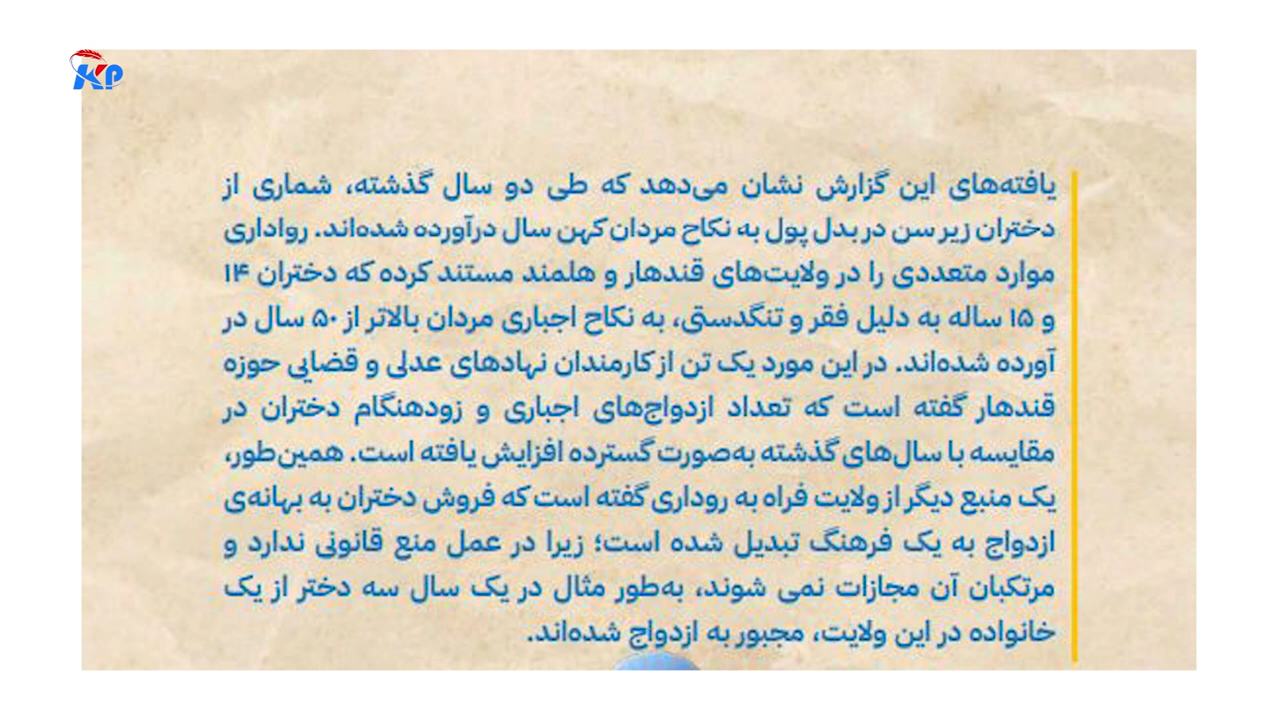 KP
یافته‌های این گزارش نشان می‌دهد که طی دو سال گذشته، شماری از
دختران زیر سن در بدل پول به نکاح مردان کهن سال درآورده شده‌اند. رواداری
موارد متعددی را در ولایت‌های قندهار و هلمند مستند کرده که دختران ۱۴
و ۱۵ ساله به دلیل فقر و تنگدستی، به نکاح اجباری مردان بالاتر از ۵۰ سال در
آورده شده‌اند. در این مورد یک تن از کارمندان نهادهای عدلی و قضایی حوزه
قندهار گفته است که تعداد ازدواج‌های اجباری و زودهنگام دختران در
مقایسه با سال‌های گذشته به‌صورت گسترده افزایش یافته است. همین‌طور،
یک منبع دیگر از ولایت فراه به روداری گفته است که فروش دختران به بهانه‌ی
ازدواج به یک فرهنگ تبدیل شده است؛ زیرا در عمل منع قانونی ندارد و
مرتکبان آن مجازات نمی شوند، به‌طور مثال در یک سال سه دختر از یک
خانواده در این ولایت، مجبور به ازدواج شده‌اند.